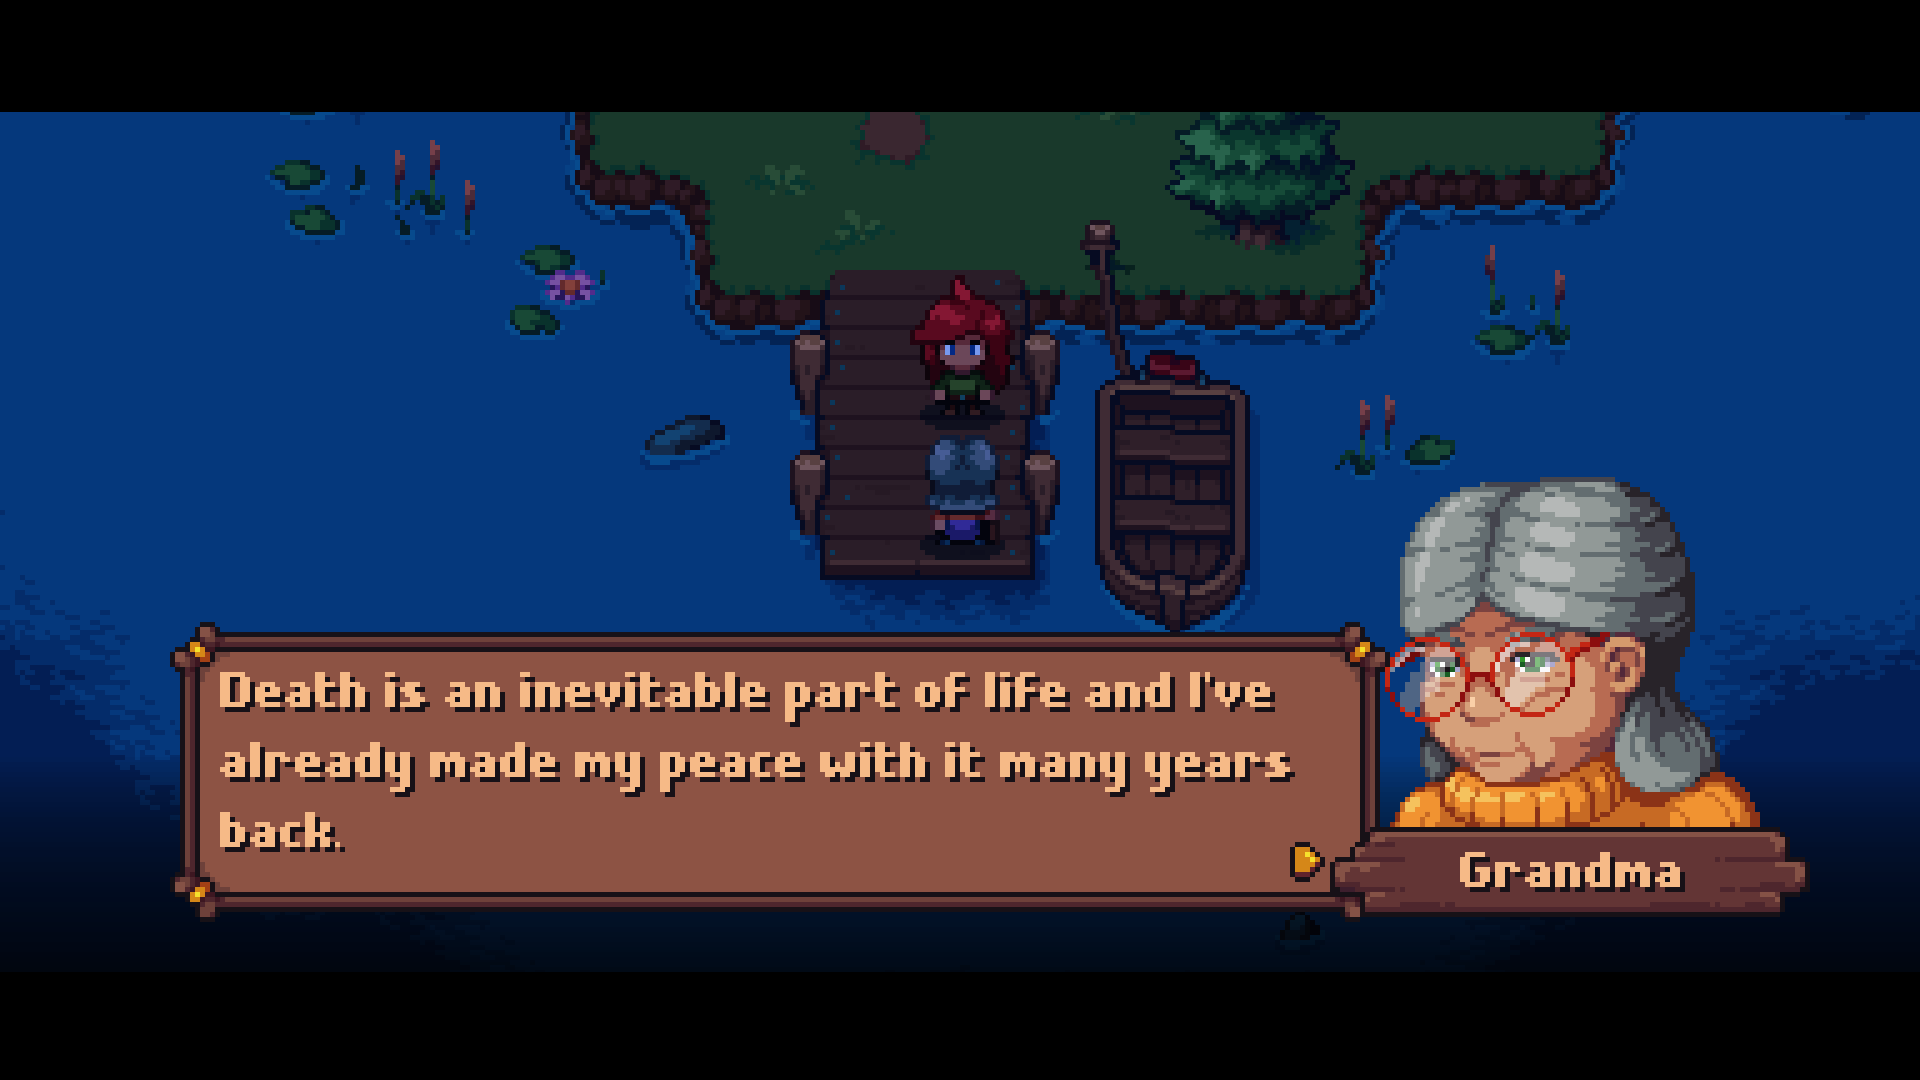 Death is an inevitable part of life and I've
already made my peace with it many years
back.
Grandma